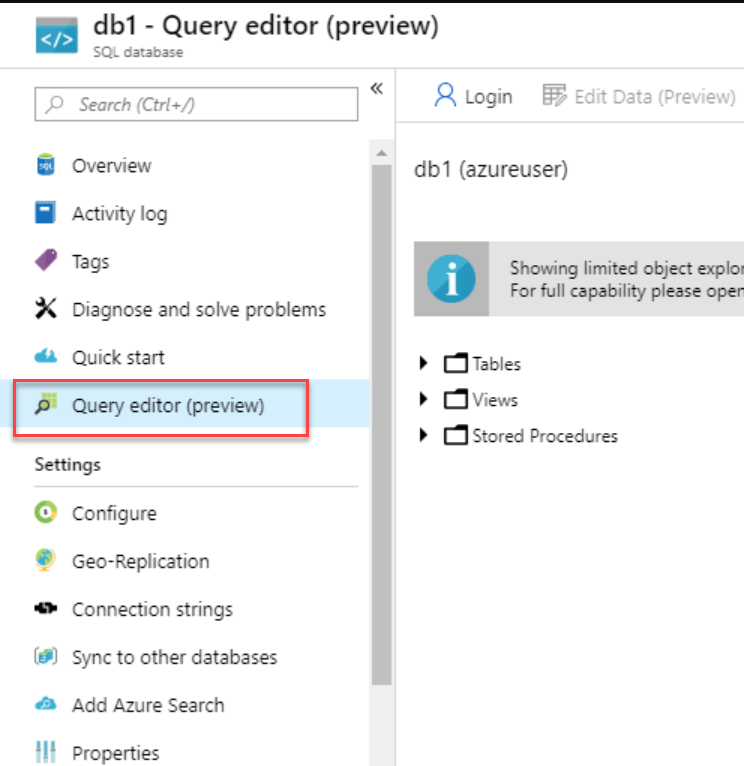 db1 - Query editor (preview)
SQL database
Search (Ctrl+/)
Overview
Activity log
Tags
Diagnose and solve problems
Quick start
Query editor (preview)
Settings
Configure
Geo-Replication
Connection strings
Sync to other databases
Add Azure Search
Properties
Login
Edit Data (Preview)
db1 (azureuser)
Showing limited object explor
For full capability please open
Tables
Views
Stored Procedures